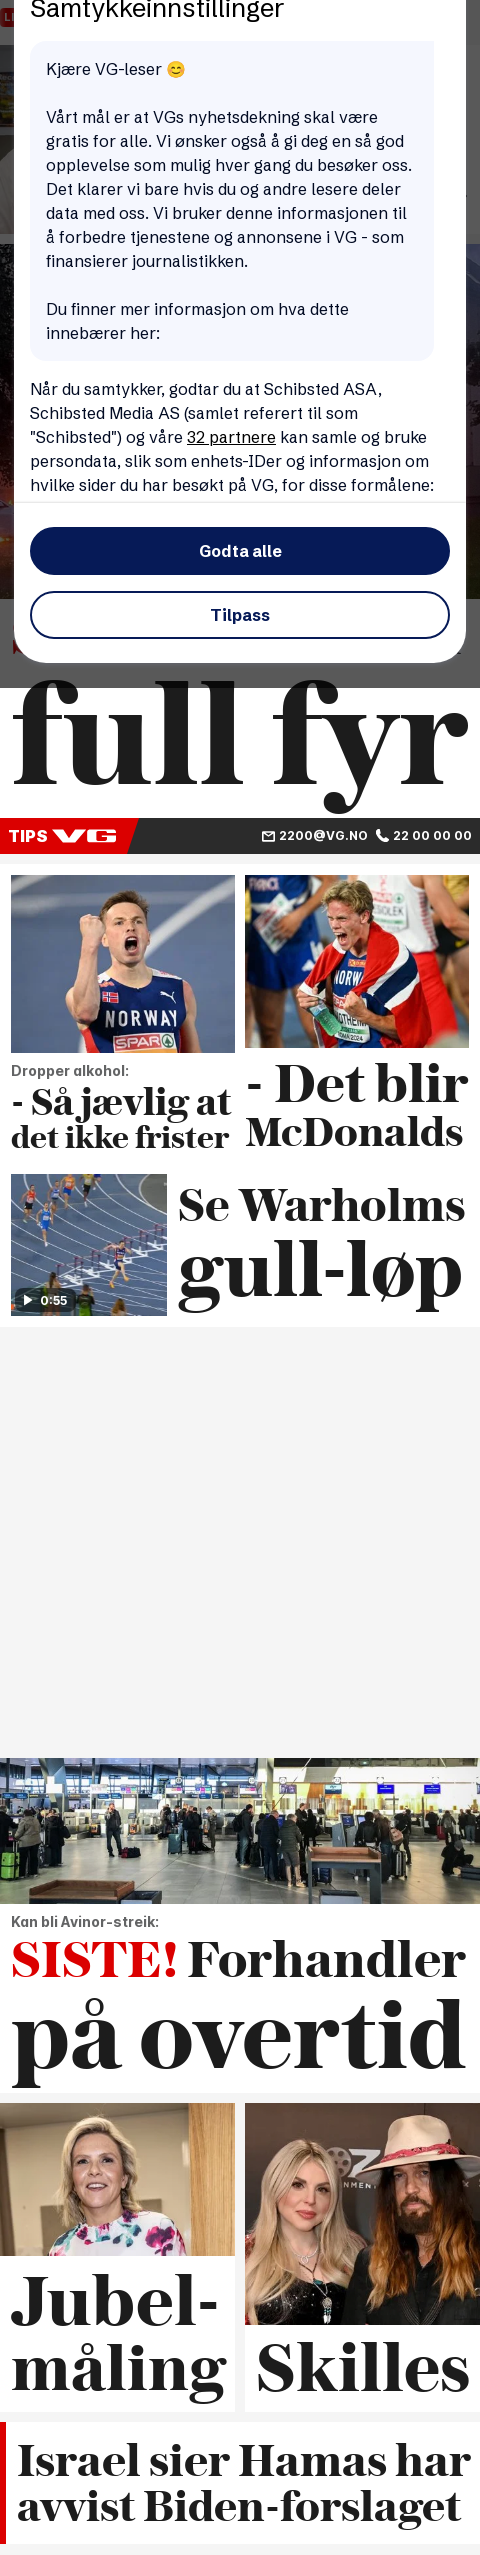 Samtykkeinnstillinger
Kjære VG-leser 😊
Vårt mål er at VGs nyhetsdekning skal være
gratis for alle. Vi ønsker også å gi deg en så god
opplevelse som mulig hver gang du besøker oss.
Det klarer vi bare hvis du og andre lesere deler
data med oss. Vi bruker denne informasjonen til
å forbedre tjenestene og annonsene i VG - som
finansierer journalistikken.
Du finner mer informasjon om hva dette
innebærer her:
Når du samtykker, godtar du at Schibsted ASA,
Schibsted Media AS (samlet referert til som
"Schibsted") og våre 32 partnere kan samle og bruke
persondata, slik som enhets-IDer og informasjon om
hvilke sider du har besøkt på VG, for disse formålene:
Godta alle
Tilpass
full fyr
TIPS VG 2200@VG.NO 22 00 00 00
NORWAY
SPAR
NORW
Dropper alkohol:
- Så jævlig at
det ikke frister
- Det blir
McDonalds
0:55
Se Warholms
gull-løp
Kan bli Avinor-streik:
SISTE! Forhandler
på overtid
Jubel-
måling
Skilles
Israel sier Hamas har
avvist Biden-forslaget